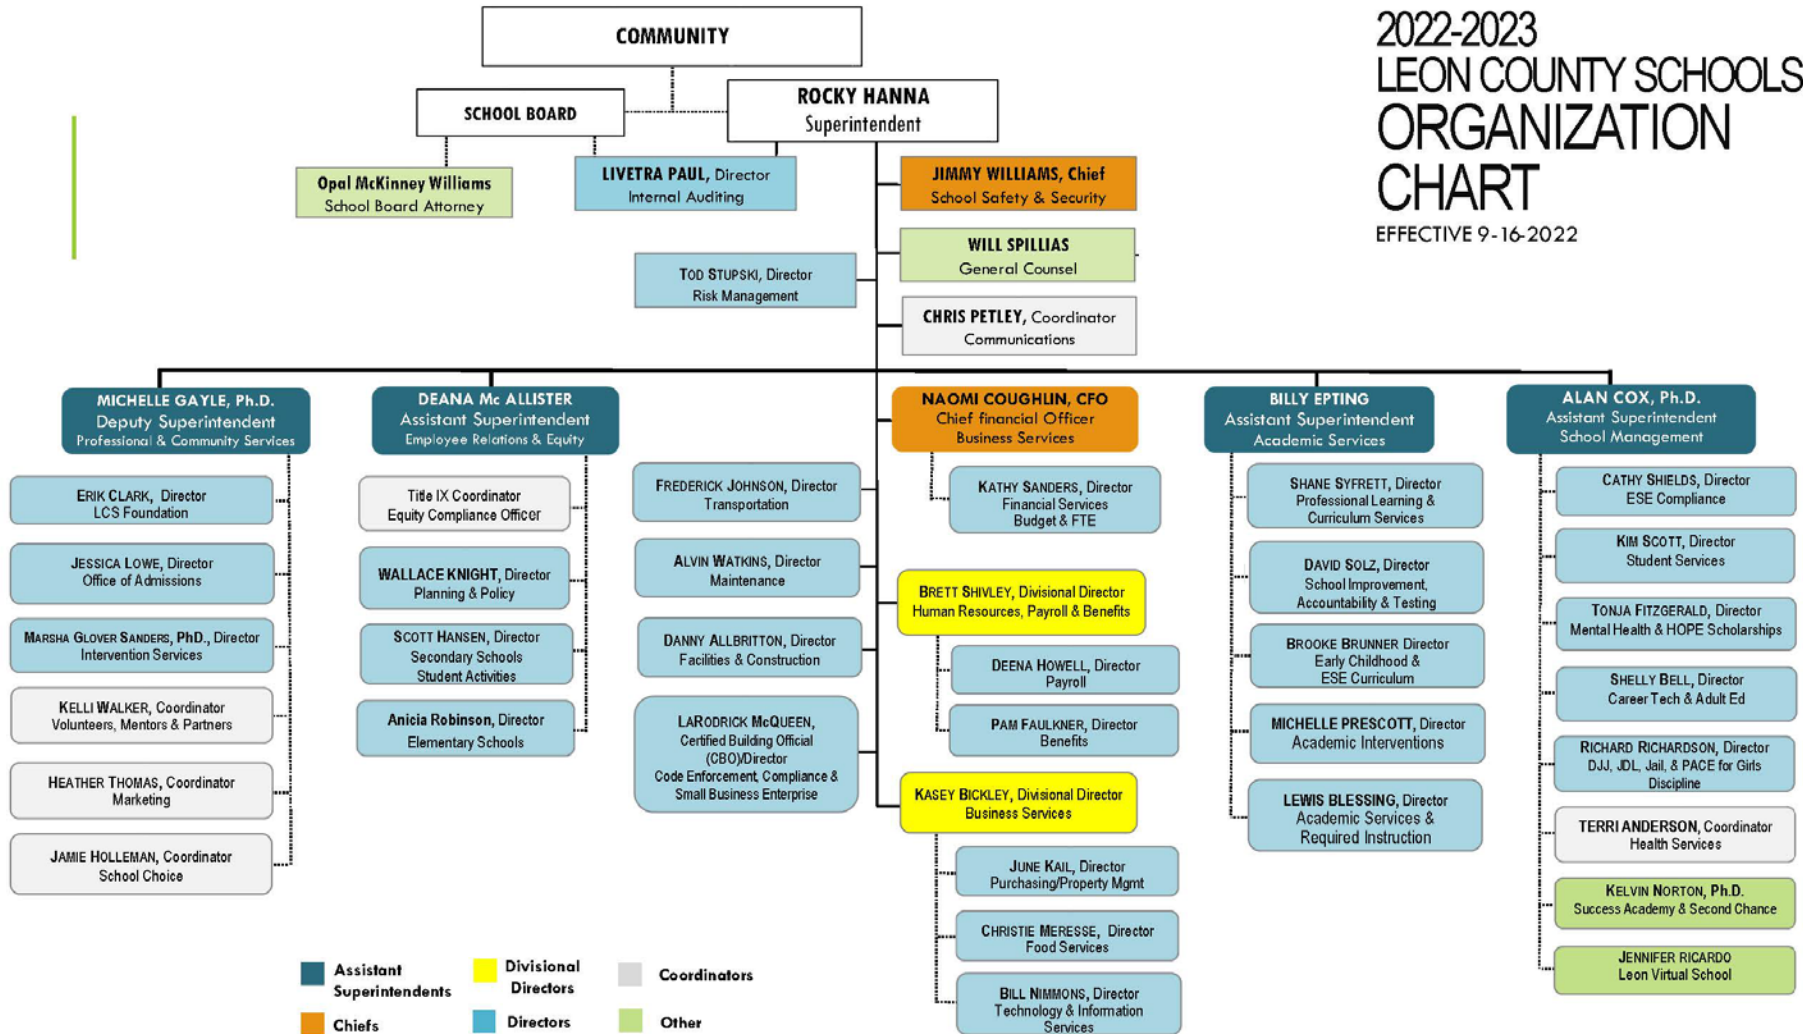 COMMUNITY
2022-2023
LEON COUNTY SCHOOLS
ORGANIZATION
CHART
EFFECTIVE 9-16-2022
SCHOOL BOARD
ROCKY HANNA
Superintendent
Opal McKinney Williams
School Board Attorney
LIVETRA PAUL, Director
Internal Auditing
JIMMY WILLIAMS, Chief
School Safety & Security
WILL SPILLIAS
General Counsel
TOD STUPSKI, Director
Risk Management
CHRIS PETLEY, Coordinator
Communications
MICHELLE GAYLE, Ph.D.
Deputy Superintendent
Professional & Community Services
ERIK CLARK, Director
LCS Foundation
JESSICA LOWE, Director
Office of Admissions
MARSHA GLOVER SANDERS, PhD., Director
Intervention Services
KELLI WALKER, Coordinator
Volunteers, Mentors & Partners
HEATHER THOMAS, Coordinator
Marketing
JAMIE HOLLEMAN, Coordinator
School Choice
DEANA Mc ALLISTER
Assistant Superintendent
Employee Relations & Equity
Title IX Coordinator
Equity Compliance Officer
WALLACE KNIGHT, Director
Planning & Policy
SCOTT HANSEN, Director
Secondary Schools
Student Activities
Anicia Robinson, Director
Elementary Schools
FREDERICK JOHNSON, Director
Transportation
ALVIN WATKINS, Director
Maintenance
DANNY ALLBRITTON, Director
Facilities & Construction
LARODRICK MCQUEEN,
Certified Building Official
(CBO)/Director
Code Enforcement, Compliance &
Small Business Enterprise
NAOMI COUGHLIN, CFO
Chief financial Officer
Business Services
KATHY SANDERS, Director
Financial Services
Budget & FTE
BRETT SHIVLEY, Divisional Director
Human Resources, Payroll & Benefits
DEENA HOWELL, Director
Payroll
PAM FAULKNER, Director
Benefits
KASEY BICKLEY, Divisional Director
Business Services
JUNE KAIL, Director
Purchasing/Property Mgmt
CHRISTIE MERESSE, Director
Food Services
BILL NIMMONS, Director
Technology & Information
Services
BILLY EPTING
Assistant Superintendent
Academic Services
SHANE SYFRETT, Director
Professional Learning &
Curriculum Services
DAVID SOLZ, Director
School Improvement,
Accountability & Testing
BROOKE BRUNNER Director
Early Childhood &
ESE Curriculum
MICHELLE PRESCOTT, Director
Academic Interventions
LEWIS BLESSING, Director
Academic Services &
Required Instruction
ALAN COX, Ph.D.
Assistant Superintendent
School Management
CATHY SHIELDS, Director
ESE Compliance
KIM SCOTT, Director
Student Services
TONJA FITZGERALD, Director
Mental Health & HOPE Scholarships
SHELLY BELL, Director
Career Tech & Adult Ed
RICHARD RICHARDSON, Director
DJJ, JDL, Jail, & PACE for Girls
Discipline
TERRI ANDERSON, Coordinator
Health Services
KELVIN NORTON, Ph.D.
Success Academy & Second Chance
JENNIFER RICARDO
Leon Virtual School
Assistant
Superintendents
Divisional
Directors
Coordinators
Chiefs
Directors
Other